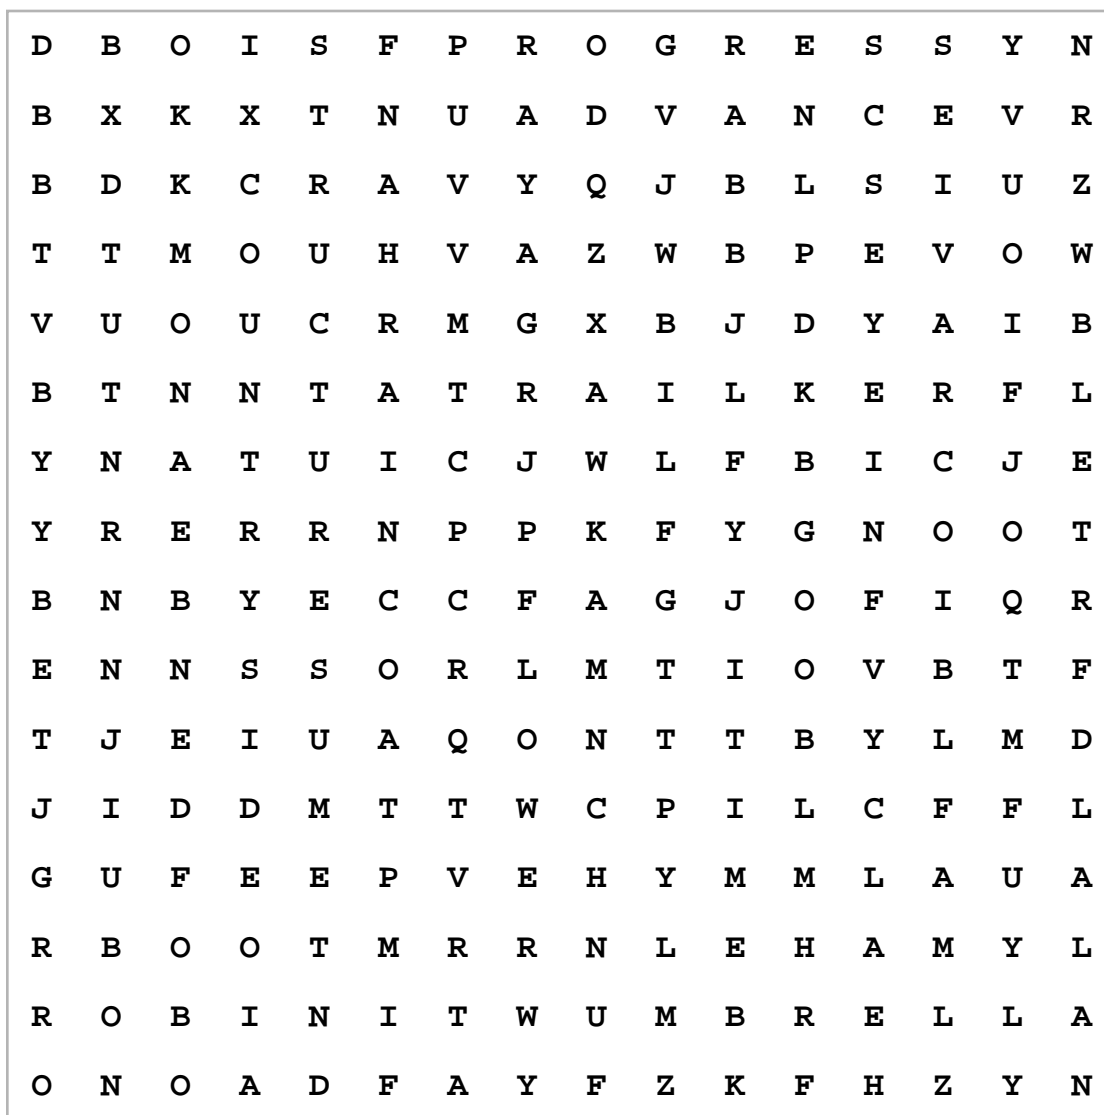 D B O I S F P R O G R E S S Y N
B X K X T N U A D V A N C E V R
B D K C R A V Y Q J B L S I U Z
T T M O U H V A Z W B P E V O W
V U O U C R M G X B J D Y A I B
B T N N T A T R A I L K E R F L
Y N A T U I C J W L F B I C J E
Y R E R R N P P K F Y G N O O T
B N B Y E C C F A G J O F I Q R
E N N S S O R L M T I O V B T F
T J E I U A Q O N T T B Y L M D
J I D D M T T W C P I L C F F L
G U F E E P V E H Y M M L A U A
R B O O T M R R N L E H A M Y L
R O B I N I T W U M B R E L L A
O N O A D F A Y F Z K F H Z Y N